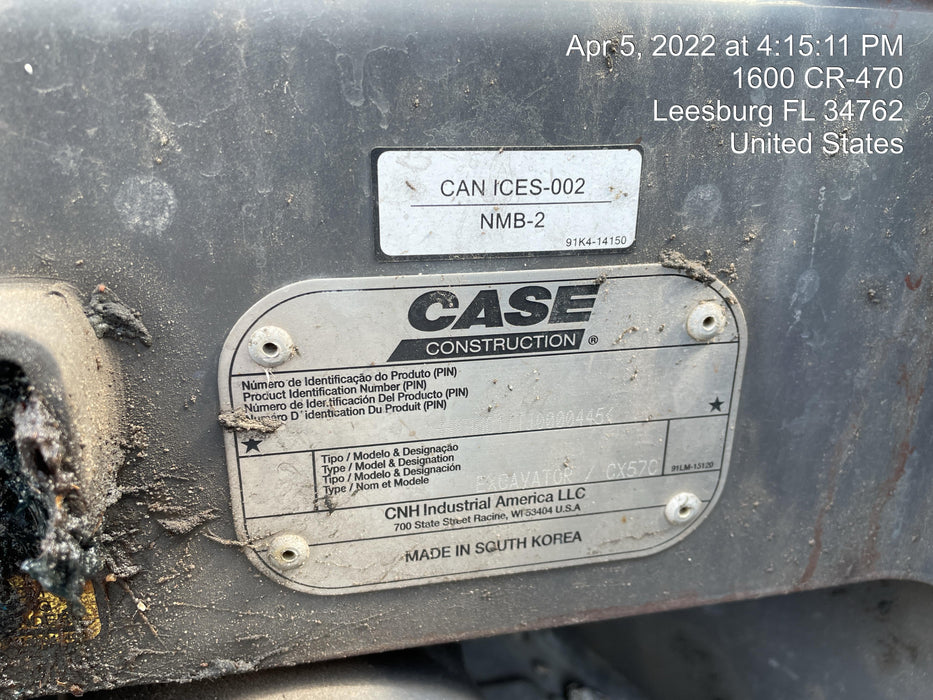 Apr 5, 2022 at 4:15:11 PM
1600 CR-470
Leesburg FL 34762
United States
CAN ICES-002
NMB-2
91K4-14150
CASE
CONSTRUCTION ®
Número de Identificação do Produto (PIN)
Product Identification Number (PIN)
Número de Identificación Del Producto (PIN)
Numéro D'identication Du Produit (PIN)
Tipo / Modelo & Designação
Type / Model & Designation
Tipo / Modelo & Designación
Type / Nom et Modele
EXCAVATOR CX57C
91LM-15120
CNH Industrial America LLC
700 State Street Racine, WI 53404 U.S.A
MADE IN SOUTH KOREA